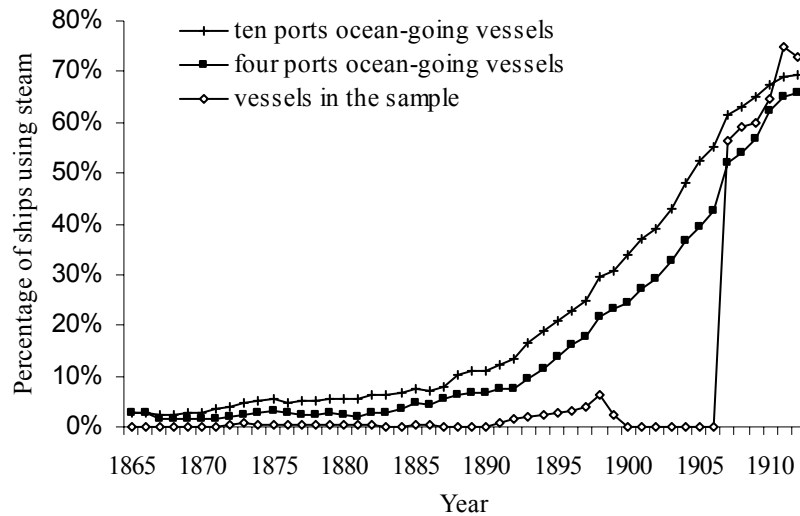 80%
70%
60%
50%
40%
30%
20%
10%
0%
Percentage of ships using steam
ten ports ocean-going vessels
four ports ocean-going vessels
vessels in the sample
1865 1870 1875 1880 1885 1890 1895 1900 1905 1910
Year